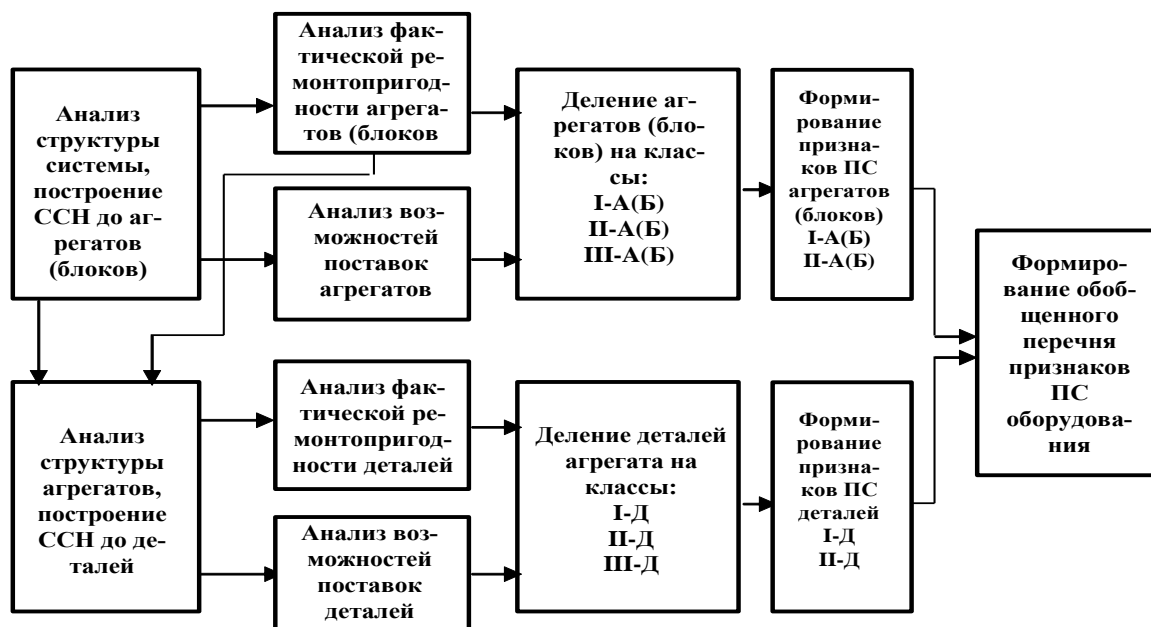 Анализ
структуры
системы,
построение
ССН до аг-
регатов
(блоков)
Анализ фак-
тической ре-
монтопригод-
ности агрега-
тов (блоков
Анализ воз-
можностей
поставок
агрегатов
Деление аг-
регатов (бло-
ков) на клас-
сы:
I-А(Б)
II-А(Б)
III-А(Б)
Форми-
рование
призна-
ков ПС
агрегатов
(блоков)
I-А(Б)
II-А(Б)
Формиро-
вание обоб-
щенного
перечня
признаков
ПС
оборудова-
ния
Анализ
структуры
агрегатов,
построение
ССН до де-
талей
Анализ фак-
тической ре-
монтопригод-
ности деталей
Анализ воз-
можностей
поставок
деталей
Деление деталей
агрегата на
классы:
I-Д
II-Д
III-Д
Форми-
рование
призна-
ков ПС
деталей
I-Д
II-Д